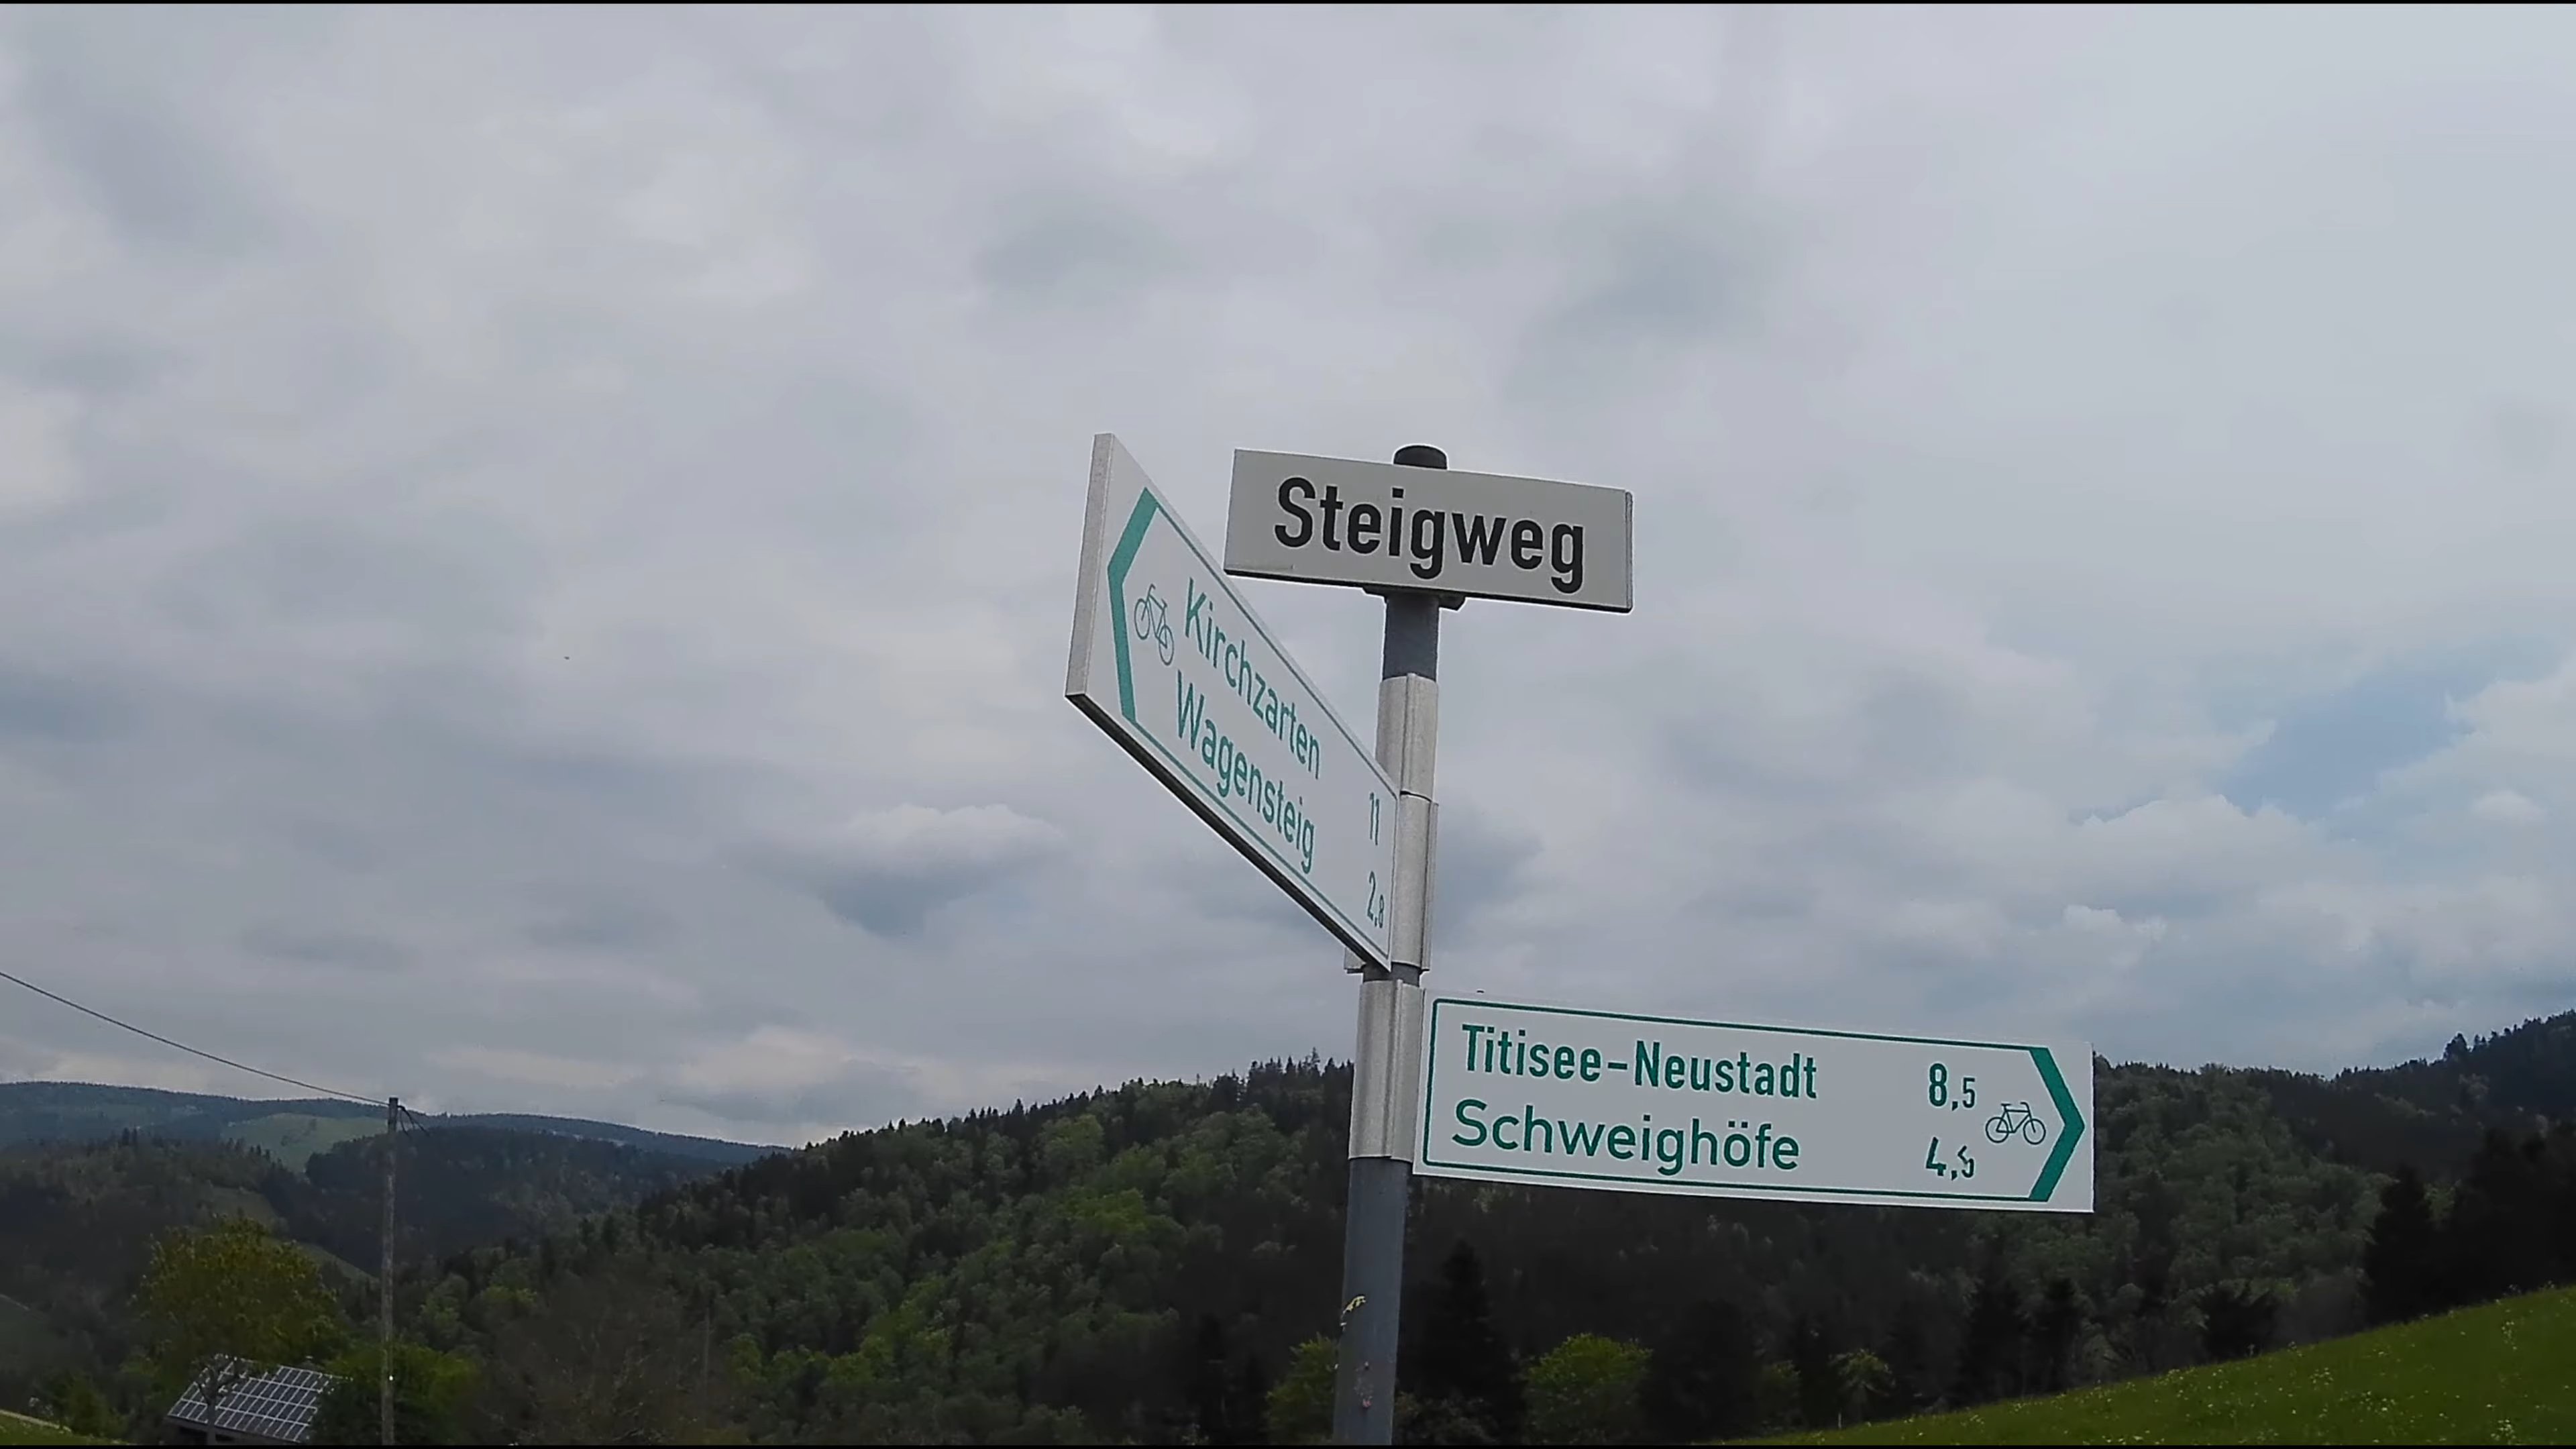 Steigweg
Kirchzarten 11
Wagensteig 2,8
Titisee-Neustadt 8,5
Schweighöfe 4,5